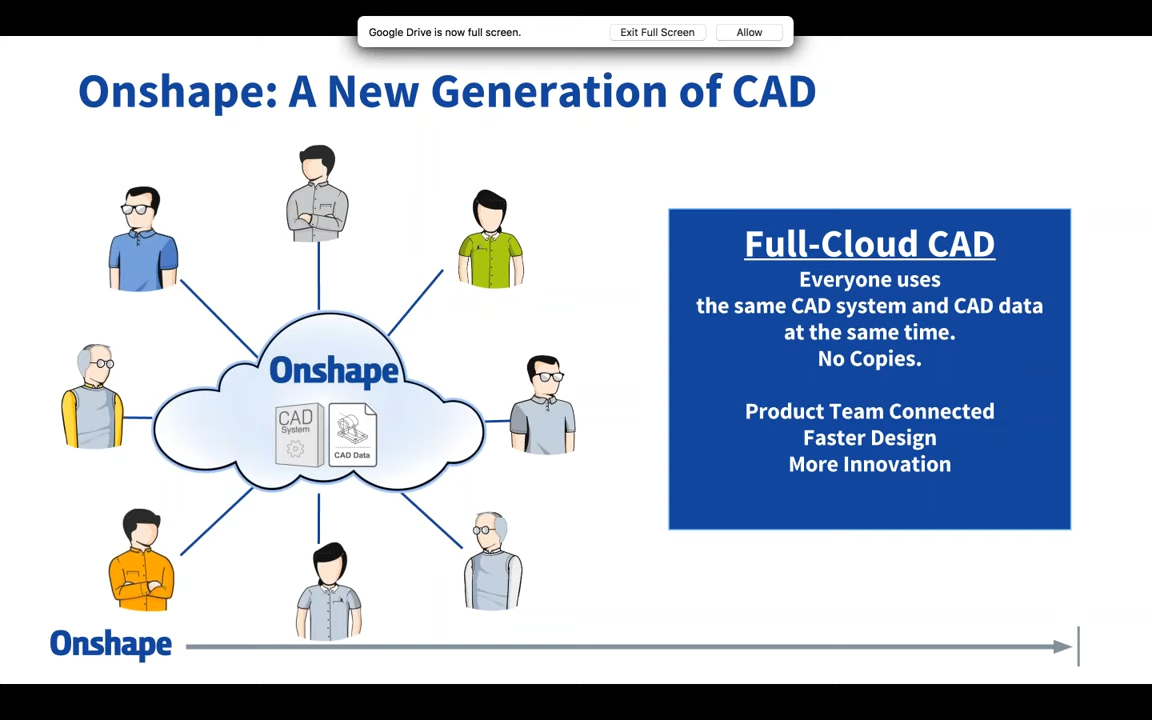 Google Drive is now full screen.
Exit Full Screen
Allow
Onshape: A New Generation of CAD
Onshape
CAD
System
CAD Data
Full-Cloud CAD
Everyone uses
the same CAD system and CAD data
at the same time.
No Copies.
Product Team Connected
Faster Design
More Innovation
Onshape